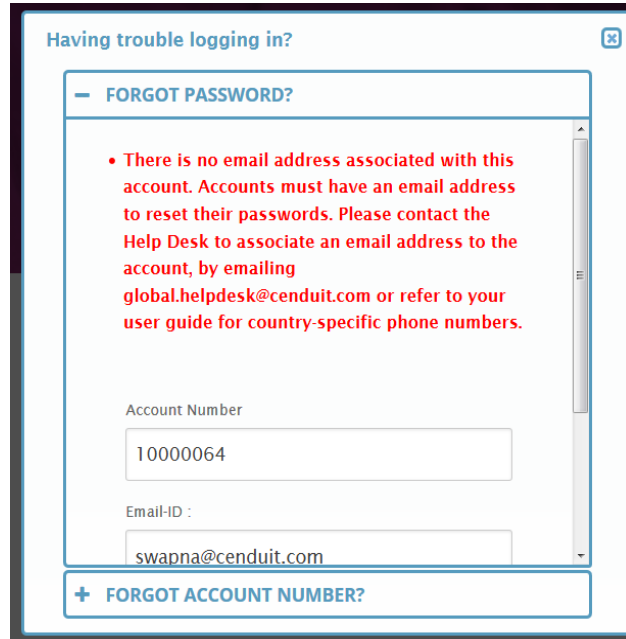 Having trouble logging in?
− FORGOT PASSWORD?
• There is no email address associated with this
account. Accounts must have an email address
to reset their passwords. Please contact the
Help Desk to associate an email address to the
account, by emailing
global.helpdesk@cenduit.com or refer to your
user guide for country-specific phone numbers.
Account Number
10000064
Email-ID :
swapna@cenduit.com
+ FORGOT ACCOUNT NUMBER?